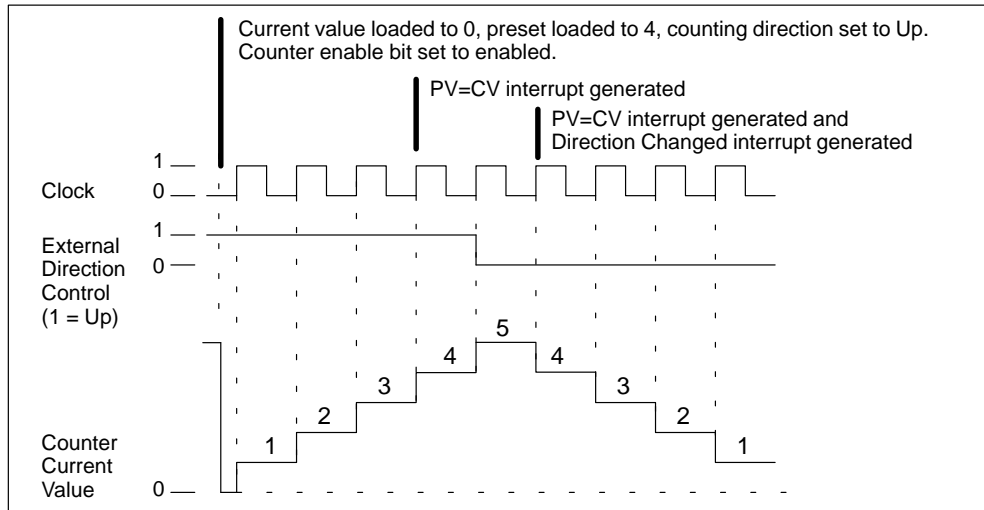 Current value loaded to 0, preset loaded to 4, counting direction set to Up.
Counter enable bit set to enabled.
PV=CV interrupt generated
PV=CV interrupt generated and
Direction Changed interrupt generated
1
Clock 0
1
External
Direction 0
Control
(1 = Up)
5
4 4
3 3
2 2
1 1
Counter
Current
Value 0